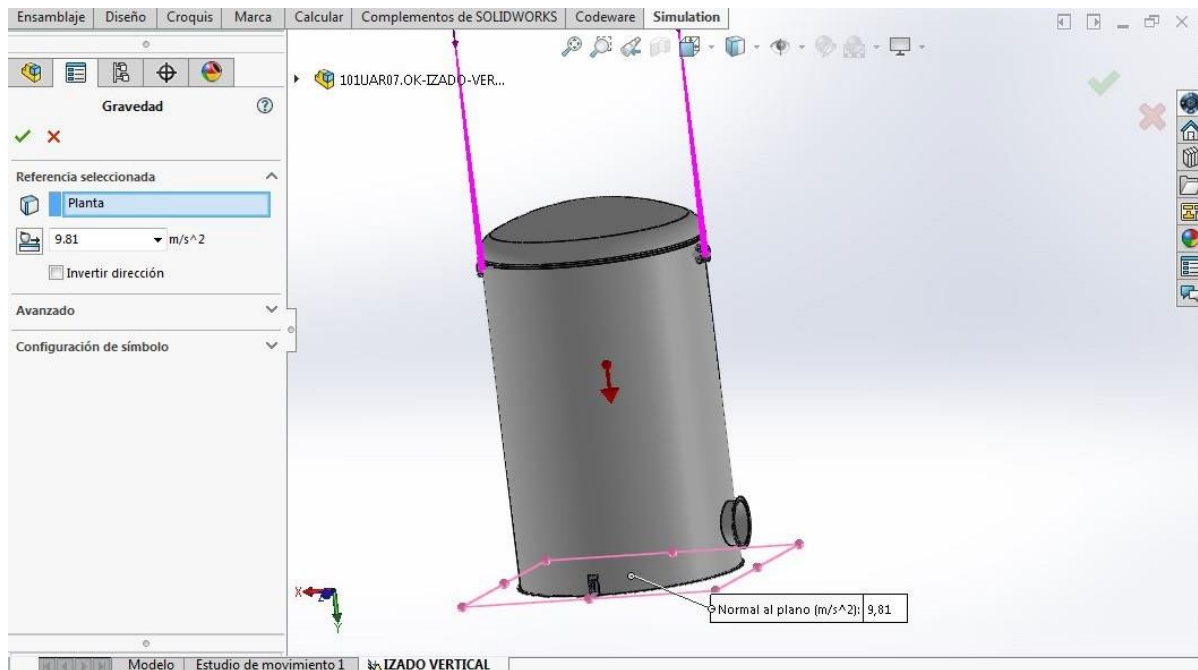 Ensamblaje Diseño Croquis Marca Calcular Complementos de SOLIDWORKS Codeware Simulation
101UAR07.OK-IZADO-VER...
Gravedad
Referencia seleccionada
Planta
9.81 m/s^2
Invertir dirección
Avanzado
Configuración de símbolo
X
Z
Y
Normal al plano (m/s^2): 9,81
Modelo Estudio de movimiento 1 IZADO VERTICAL